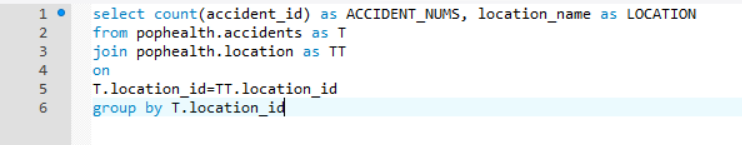 1 select count(accident_id) as ACCIDENT_NUMS, location_name as LOCATION
2 from pophealth.accidents as T
3 join pophealth.location as TT
4 on
5 T.location_id=TT.location_id
6 group by T.location_id